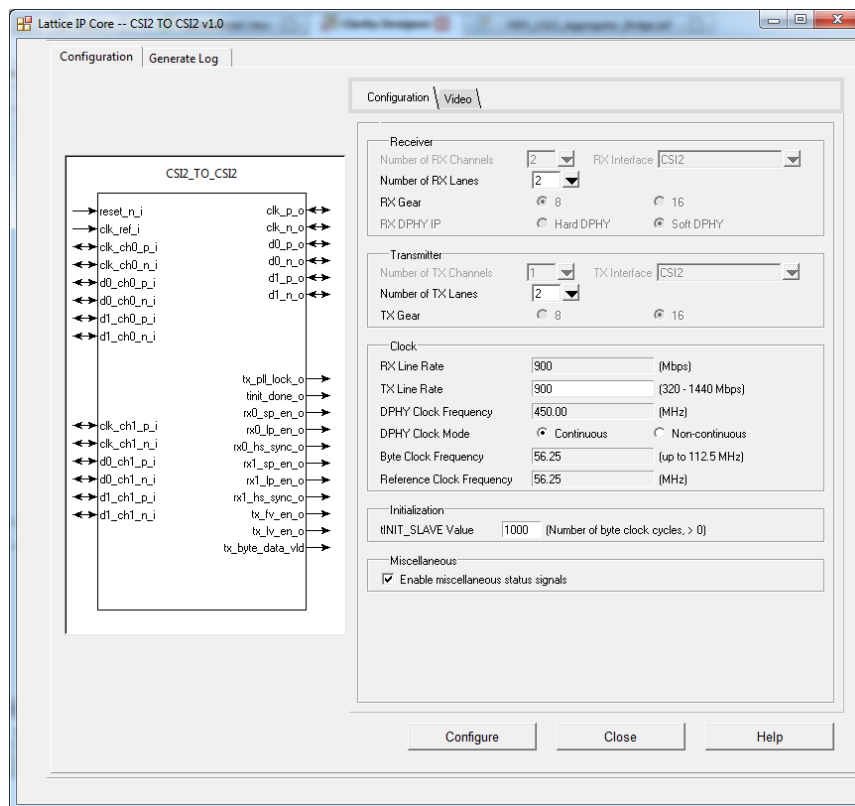 Lattice IP Core -- CSI2 TO CSI2 v1.0
Configuration Generate Log
CSI2_TO_CSI2
reset_n_i clk_p_o
clk_ref_i clk_n_o
clk_ch0_p_i d0_p_o
clk_ch0_n_i d0_n_o
d0_ch0_p_i d1_p_o
d0_ch0_n_i d1_n_o
d1_ch0_p_i
d1_ch0_n_i
tx_pll_lock_o
tinit_done_o
rx0_sp_en_o
clk_ch1_p_i rx0_lp_en_o
clk_ch1_n_i rx0_hs_sync_o
d0_ch1_p_i rx1_sp_en_o
d0_ch1_n_i rx1_lp_en_o
d1_ch1_p_i rx1_hs_sync_o
d1_ch1_n_i tx_fv_en_o
tx_lv_en_o
tx_byte_data_vld
Configuration Video
Receiver
Number of RX Channels 2 RX Interface CSI2
Number of RX Lanes 2
RX Gear 8 16
RX DPHY IP Hard DPHY Soft DPHY
Transmitter
Number of TX Channels 1 TX Interface CSI2
Number of TX Lanes 2
TX Gear 8 16
Clock
RX Line Rate 900 (Mbps)
TX Line Rate 900 (320 - 1440 Mbps)
DPHY Clock Frequency 450.00 (MHz)
DPHY Clock Mode Continuous Non-continuous
Byte Clock Frequency 56.25 (up to 112.5 MHz)
Reference Clock Frequency 56.25 (MHz)
Initialization
tINIT_SLAVE Value 1000 (Number of byte clock cycles, > 0)
Miscellaneous
Enable miscellaneous status signals
Configure Close Help